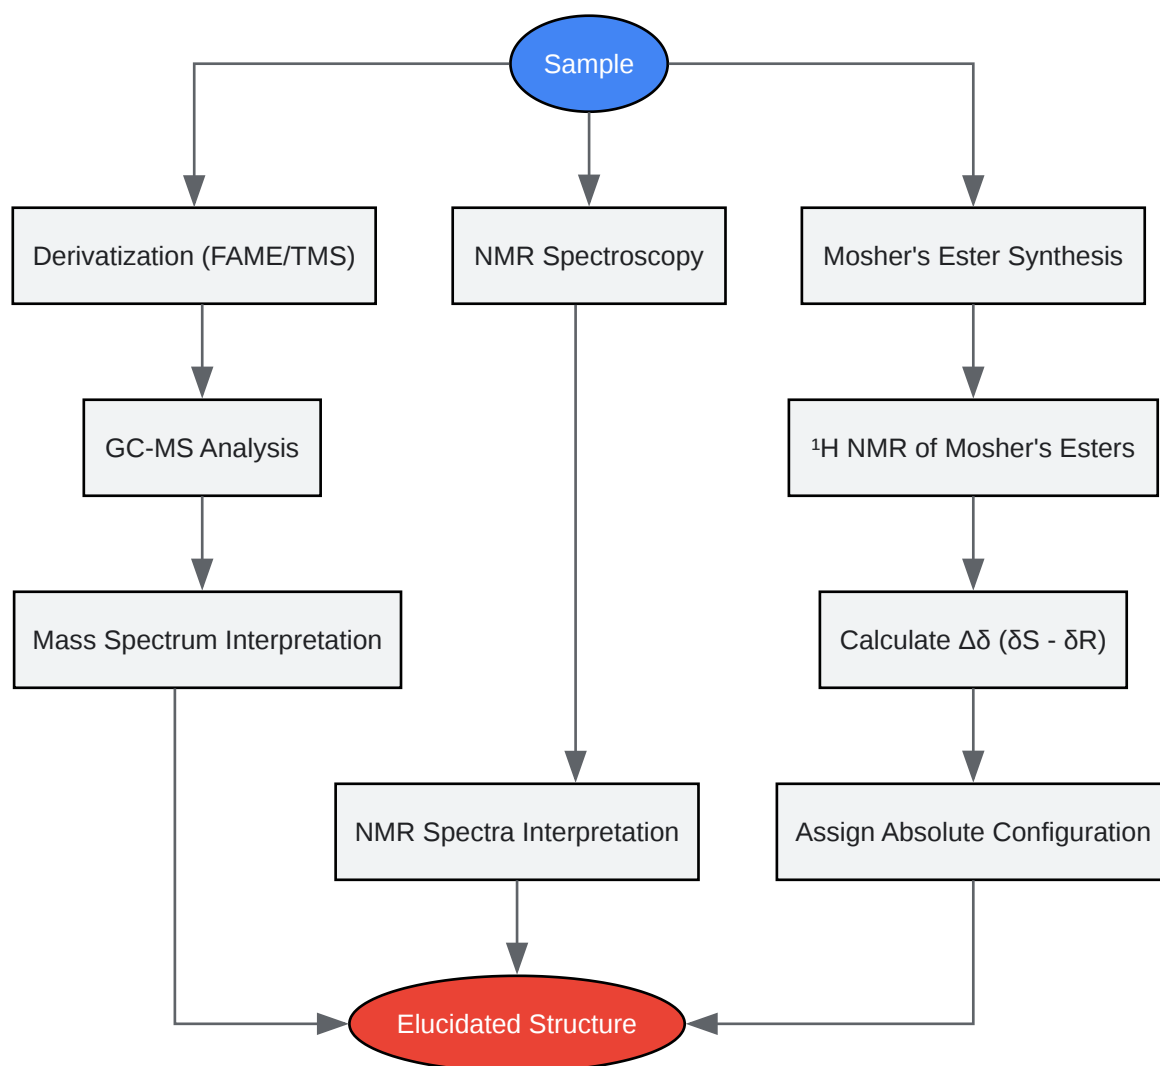 Sample
Derivatization (FAME/TMS)
NMR Spectroscopy
Mosher's Ester Synthesis
GC-MS Analysis
¹H NMR of Mosher's Esters
Mass Spectrum Interpretation
Calculate Δδ (δS - δR)
NMR Spectra Interpretation
Assign Absolute Configuration
Elucidated Structure